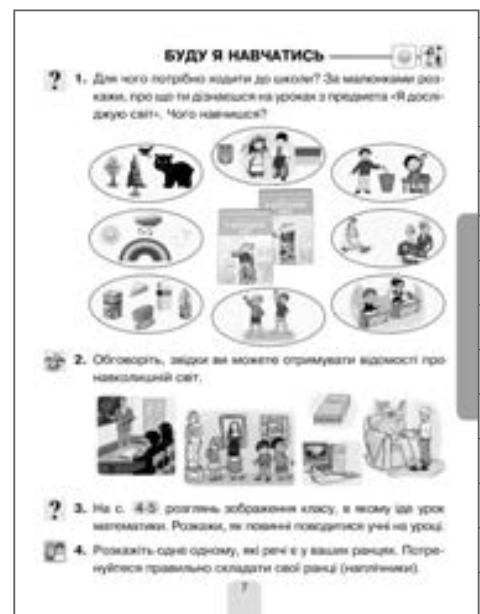 БУДУ Я НАВЧАТИСЬ
? 1. Для чого потрібно ходити до школи? За малюнками роз-
кажи, про що ти дізнаєшся на уроках з предмета «Я дослі-
джую світ». Чого навчишся?
2. Обговоріть, звідки ви можете отримувати відомості про
навколишній світ.
? 3. На с. 4-5 розглянь зображення класу, в якому іде урок
математики. Розкажи, як повинні поводитися учні на уроці.
4. Розкажіть одне одному, які речі є у ваших ранцях. Потре-
нуйтеся правильно складати свої ранці (наплічники).
7